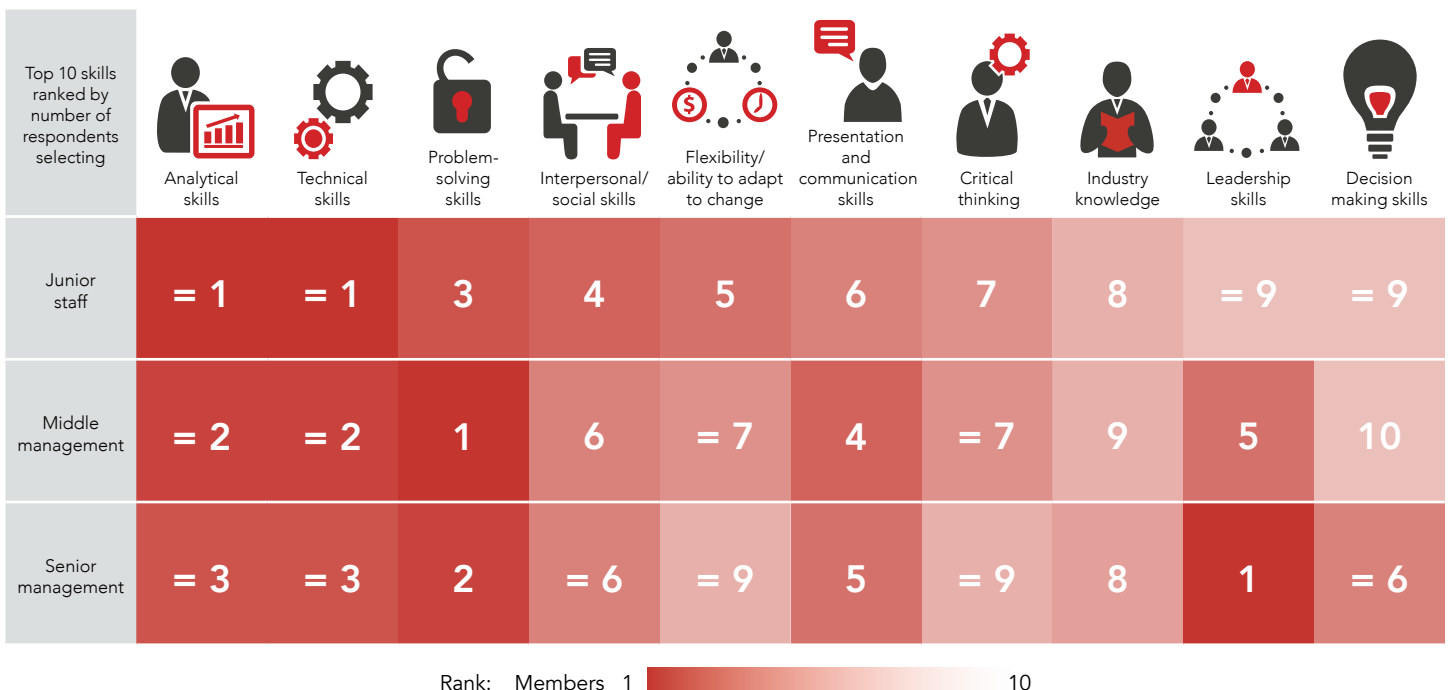 Top 10 skills
ranked by
number of
respondents
selecting
Analytical
skills
Technical
skills
Problem-
solving
skills
Interpersonal/
social skills
$
Flexibility/
ability to adapt
to change
Presentation
and
communication
skills
Critical
thinking
Industry
knowledge
Leadership
skills
Decision
making skills
Junior
staff
= 1 = 1 3 4 5 6 7 8 = 9 = 9
Middle
management
= 2 = 2 1 6 = 7 4 = 7 9 5 10
Senior
management
= 3 = 3 2 = 6 = 9 5 = 9 8 1 = 6
Rank: Members 1 10